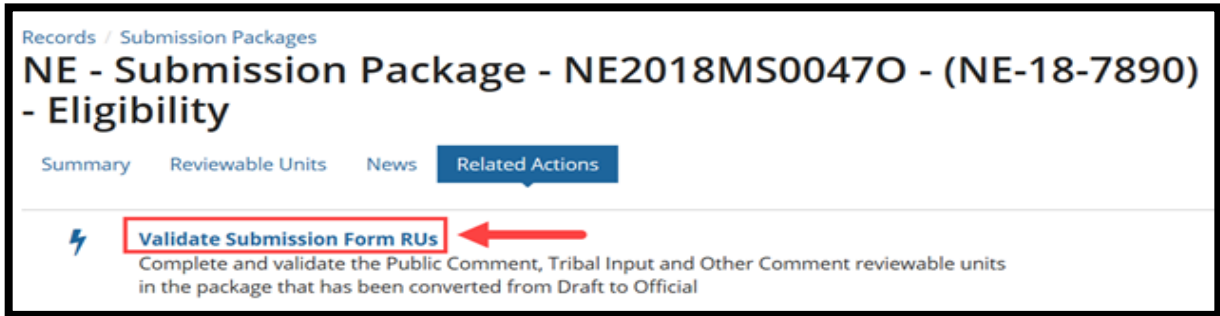 Records / Submission Packages
NE - Submission Package - NE2018MS0047O - (NE-18-7890)
- Eligibility
Summary Reviewable Units News Related Actions
Validate Submission Form RUs
Complete and validate the Public Comment, Tribal Input and Other Comment reviewable units
in the package that has been converted from Draft to Official